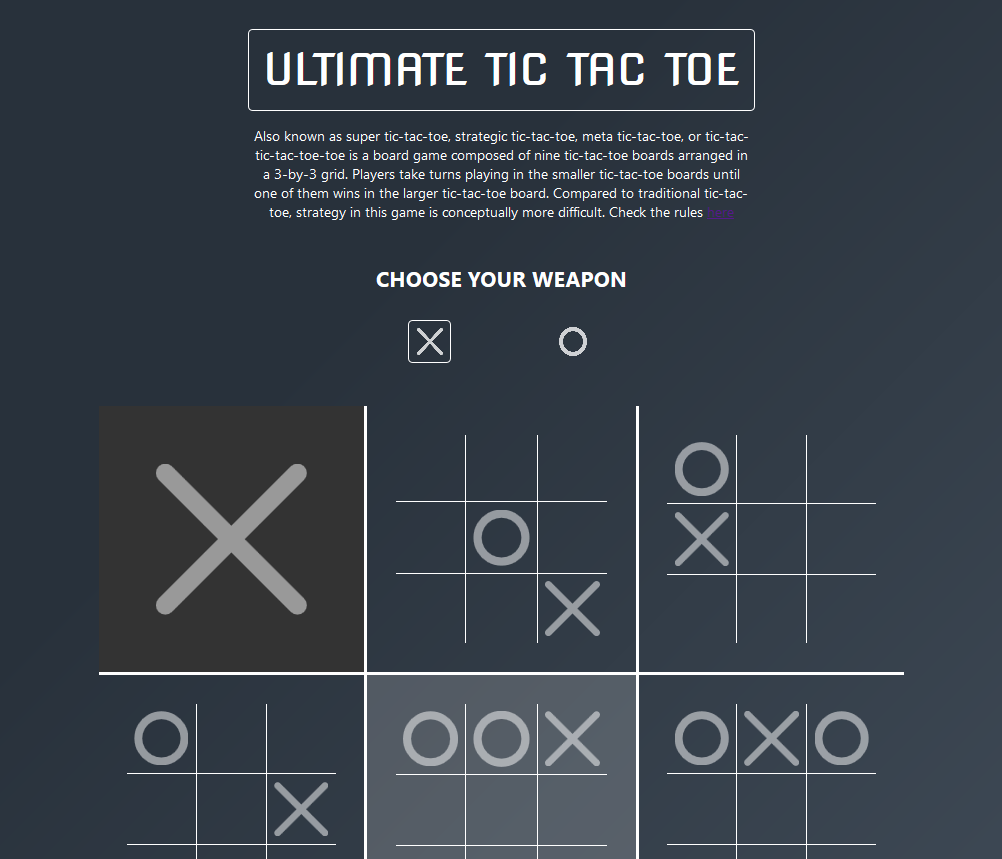 ULTIMATE TIC TAC TOE
Also known as super tic-tac-toe, strategic tic-tac-toe, meta tic-tac-toe, or tic-tac-
tic-tac-toe-toe is a board game composed of nine tic-tac-toe boards arranged in
a 3-by-3 grid. Players take turns playing in the smaller tic-tac-toe boards until
one of them wins in the larger tic-tac-toe board. Compared to traditional tic-tac-
toe, strategy in this game is conceptually more difficult. Check the rules here
CHOOSE YOUR WEAPON